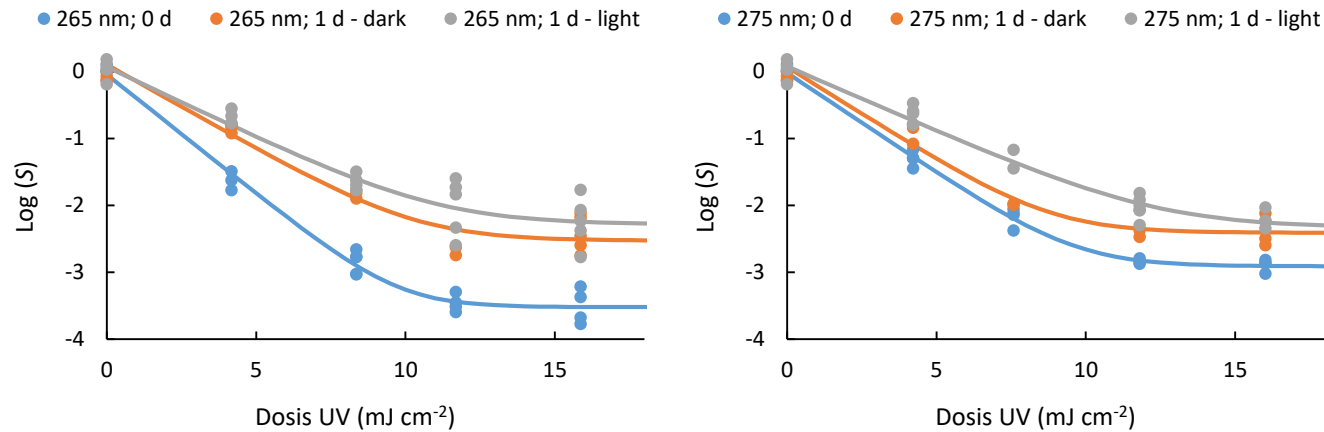 265 nm; 0 d 265 nm; 1 d - dark 265 nm; 1 d - light
0
-1
-2
-3
-4
Log (S)
0 5 10 15
Dosis UV (mJ cm-2)
275 nm; 0 d 275 nm; 1 d - dark 275 nm; 1 d - light
0
-1
-2
-3
-4
Log (S)
0 5 10 15
Dosis UV (mJ cm-2)